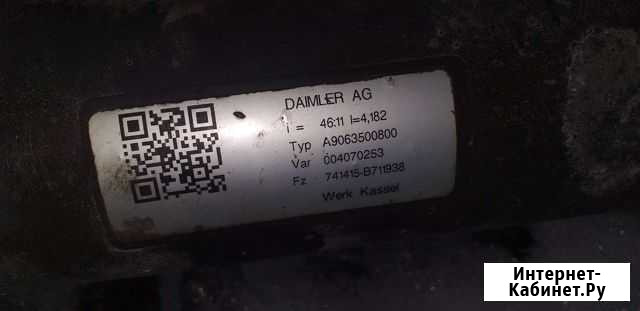 DAIMLER AG
i = 46:11 I=4,182
Typ A9063500800
Var 004070253
Fz 741415-B711938
Werk Kassel
Интернет-
Кабинет.Ру